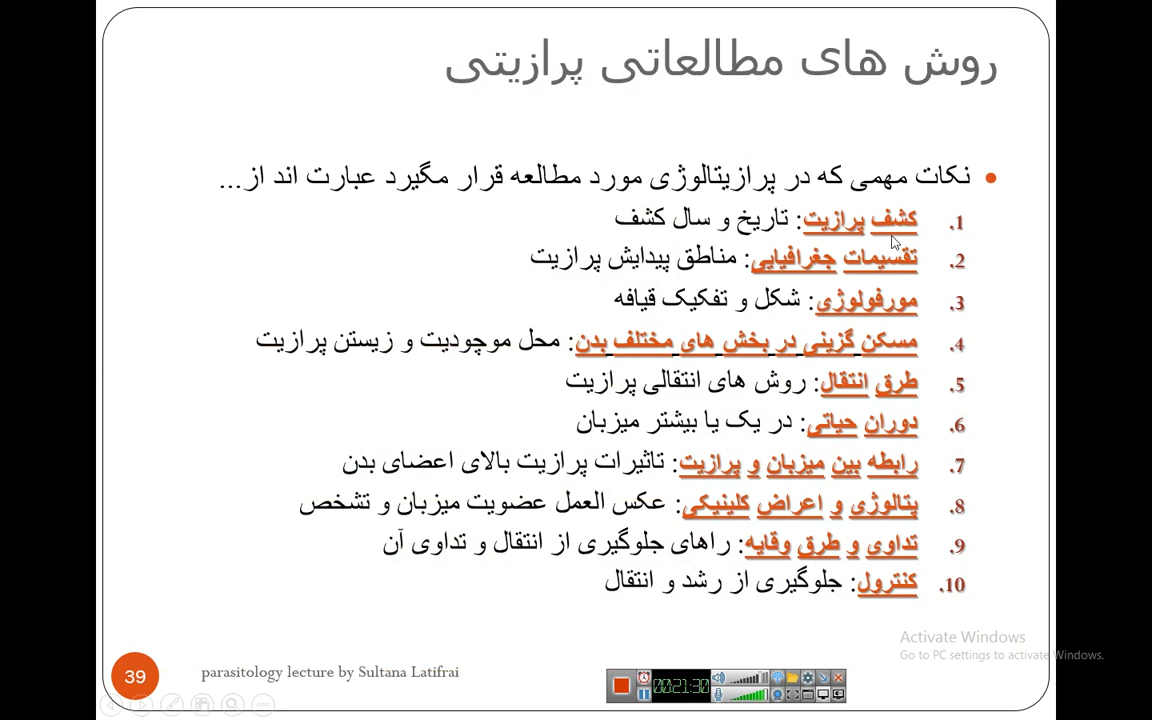 روش های مطالعاتی پرازیتی
• نکات مهمی که در پرازیتالوژی مورد مطالعه قرار مگیرد عبارت اند از...
1. کشف پرازیت: تاریخ و سال کشف
2. تقسیمات جغرافیایی: مناطق پیدایش پرازیت
3. مورفولوژی: شکل و تفکیک قیافه
4. مسکن گزینی در بخش های مختلف بدن: محل موچودیت و زیستن پرازیت
5. طرق انتقال: روش های انتقالی پرازیت
6. دوران حیاتی: در یک یا بیشتر میزبان
7. رابطه بین میزبان و پرازیت: تاثیرات پرازیت بالای اعضای بدن
8. پتالوژی و اعراض کلینیکی: عکس العمل عضویت میزبان و تشخص
9. تداوی و طرق وقایه: راهای جلوگیری از انتقال و تداوی آن
10. کنترول: جلوگیری از رشد و انتقال
Activate Windows
Go to PC settings to activate Windows.
39
parasitology lecture by Sultana Latifrai
00:21:30